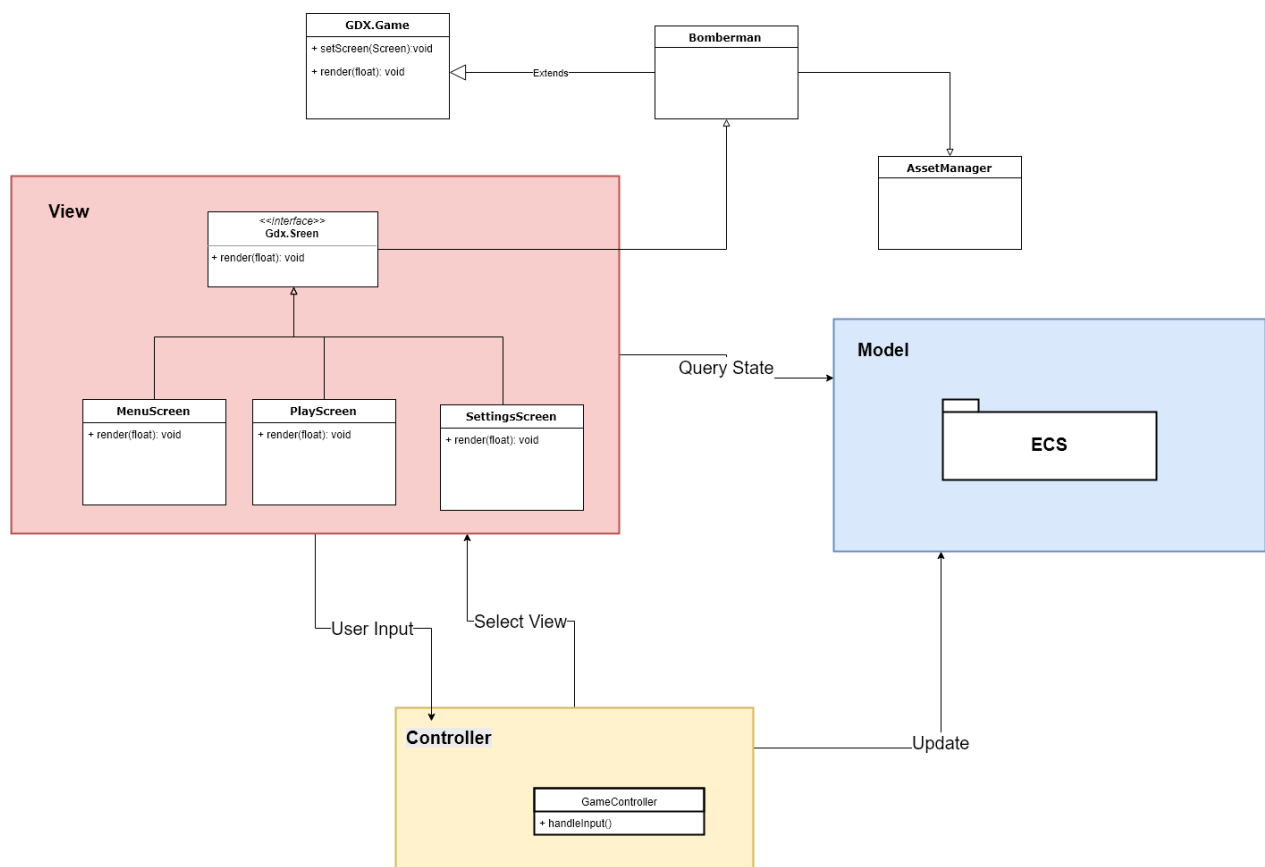 GDX.Game
+ setScreen(Screen):void
+ render(float): void
Extends
Bomberman
AssetManager
View
<<interface>>
Gdx.Sreen
+ render(float): void
MenuScreen
+ render(float): void
PlayScreen
+ render(float): void
SettingsScreen
+ render(float): void
Query State
Model
ECS
User Input
Select View
Controller
GameController
+ handleInput()
Update